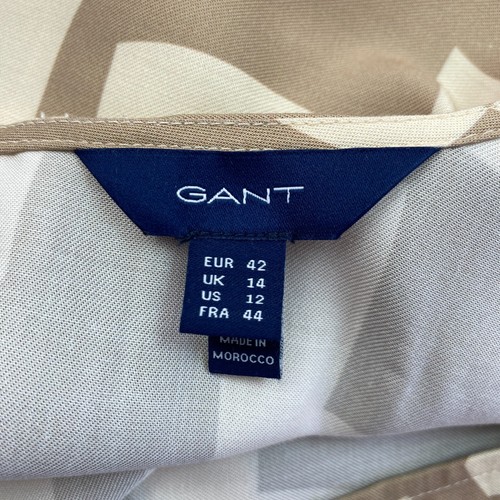 GANT
EUR 42
UK 14
US 12
FRA 44
MADE IN
MOROCCO